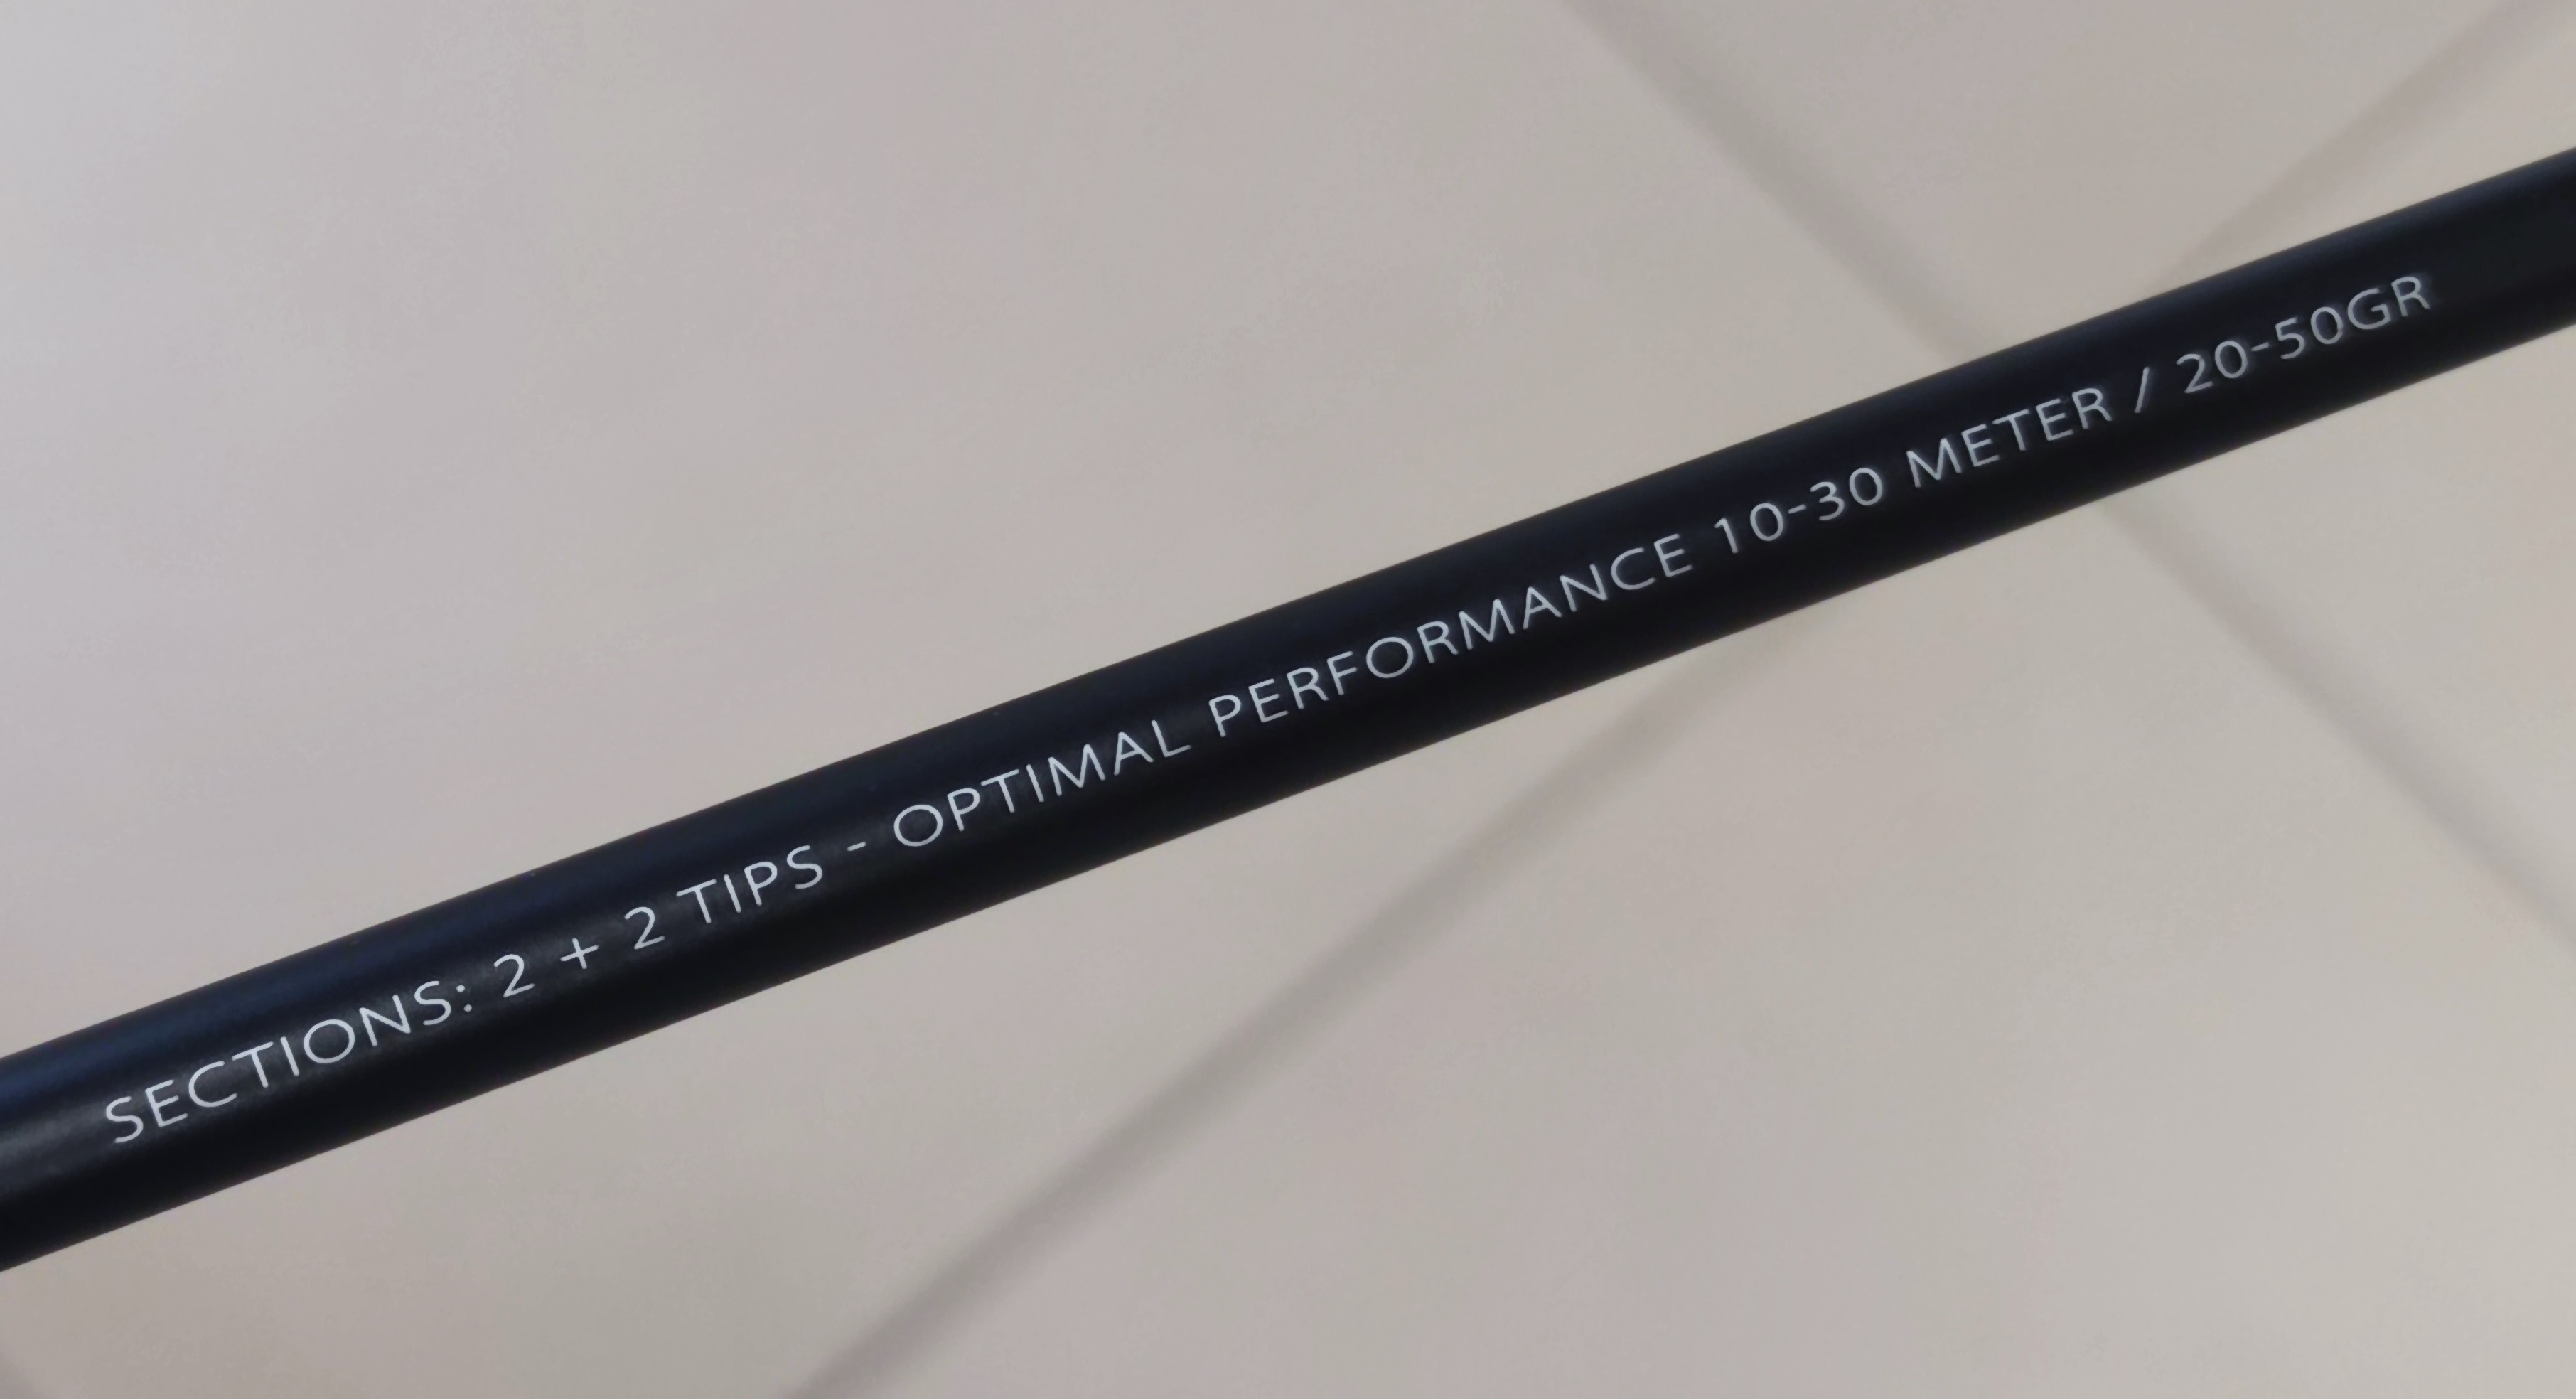 SECTIONS: 2 + 2 TIPS - OPTIMAL PERFORMANCE 10-30 METER / 20-50GR